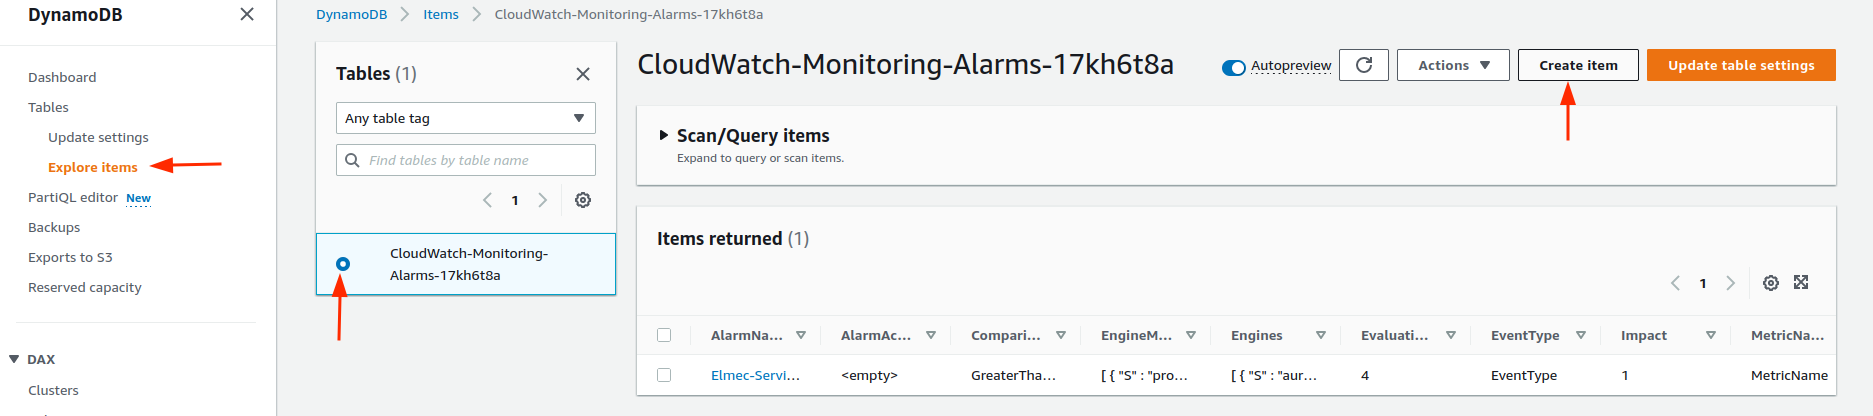 DynamoDB
Dashboard
Tables
Update settings
Explore items
PartiQL editor New
Backups
Exports to S3
Reserved capacity
DAX
Clusters
DynamoDB
Items
CloudWatch-Monitoring-Alarms-17kh6t8a
Tables (1)
Any table tag
Find tables by table name
1
CloudWatch-Monitoring-
Alarms-17kh6t8a
CloudWatch-Monitoring-Alarms-17kh6t8a
Autopreview
Actions
Create item
Update table settings
Scan/Query items
Expand to query or scan items.
Items returned (1)
1
AlarmNa... AlarmAc... Compari... EngineM... Engines Evaluati... EventType Impact MetricNa...
Elmec-Servi... <empty> GreaterTha... [ { "S" : "pro... [ { "S" : "aur... 4 EventType 1 MetricName